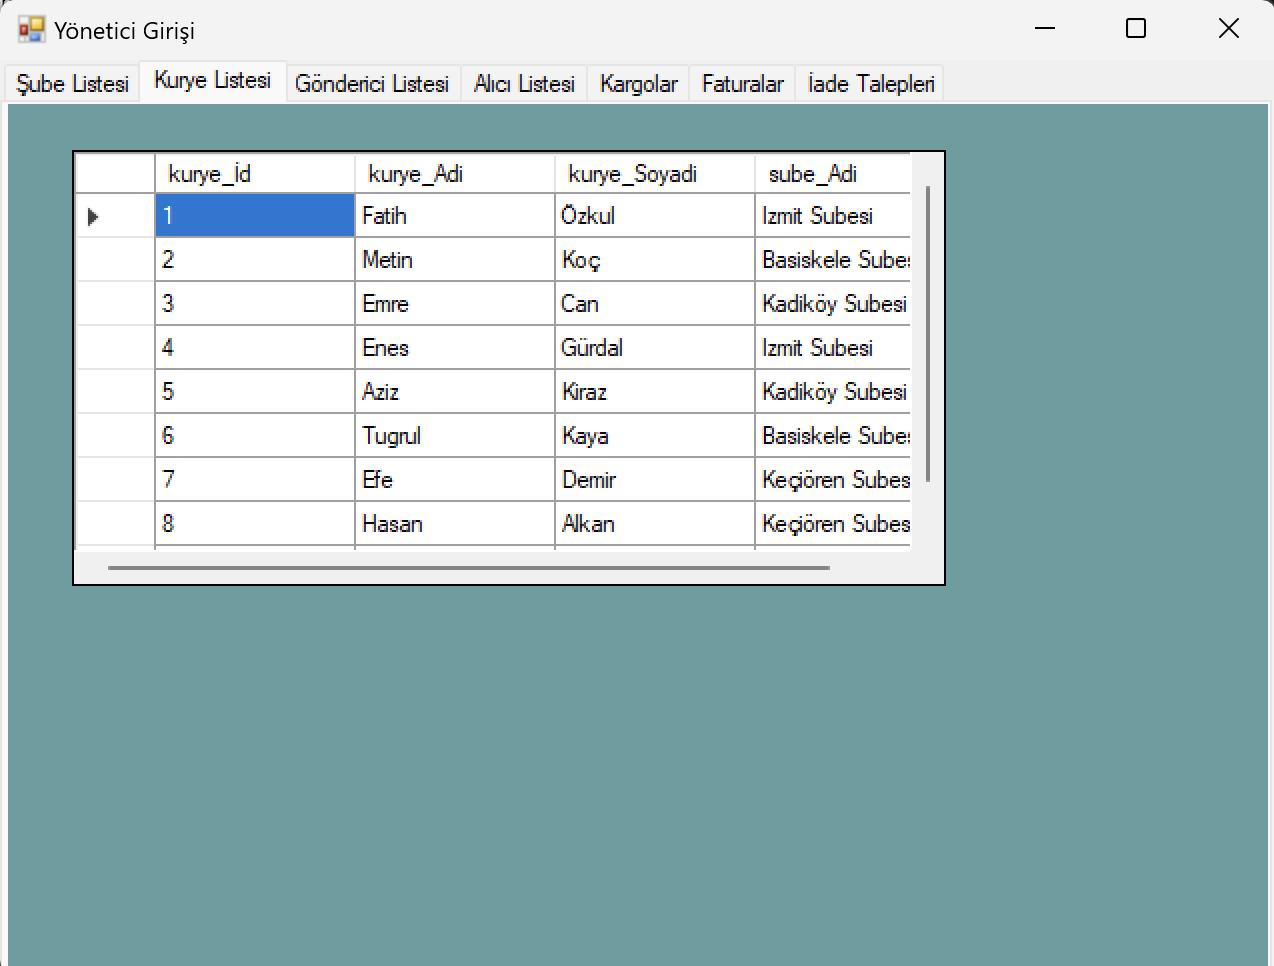 Yönetici Girişi
Şube Listesi Kurye Listesi Gönderici Listesi Alıcı Listesi Kargolar Faturalar İade Talepleri
kurye_İd kurye_Adi kurye_Soyadi sube_Adi
1 Fatih Özkul Izmit Subesi
2 Metin Koç Basiskele Subes
3 Emre Can Kadiköy Subesi
4 Enes Gürdal Izmit Subesi
5 Aziz Kiraz Kadiköy Subesi
6 Tugrul Kaya Basiskele Subes
7 Efe Demir Keçiören Subes
8 Hasan Alkan Keçiören Subes